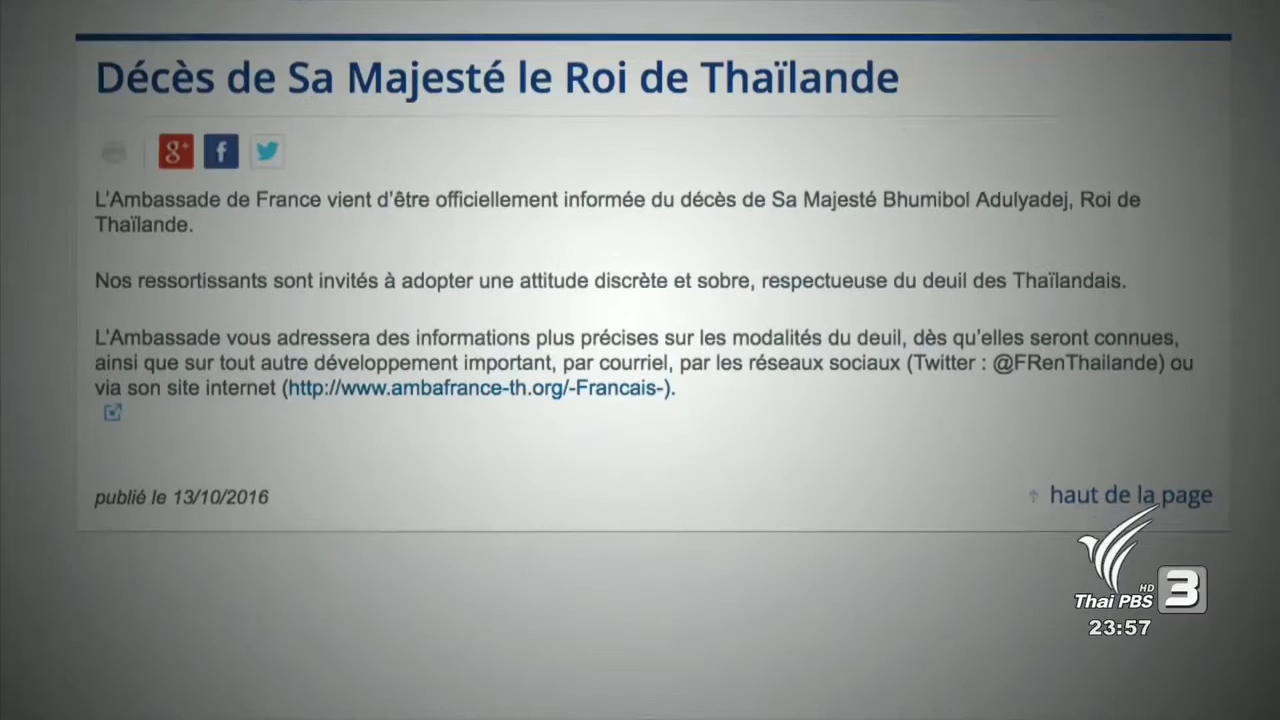 Décès de Sa Majesté le Roi de Thaïlande
g+ f
L'Ambassade de France vient d'être officiellement informée du décès de Sa Majesté Bhumibol Adulyadej, Roi de
Thaïlande.
Nos ressortissants sont invités à adopter une attitude discrète et sobre, respectueuse du deuil des Thaïlandais.
L'Ambassade vous adressera des informations plus précises sur les modalités du deuil, dès qu'elles seront connues,
ainsi que sur tout autre développement important, par courriel, par les réseaux sociaux (Twitter : @FRenThailande) ou
via son site internet (http://www.ambafrance-th.org/-Francais-).
publié le 13/10/2016
haut de la page
Thai PBS HD 3
23:57